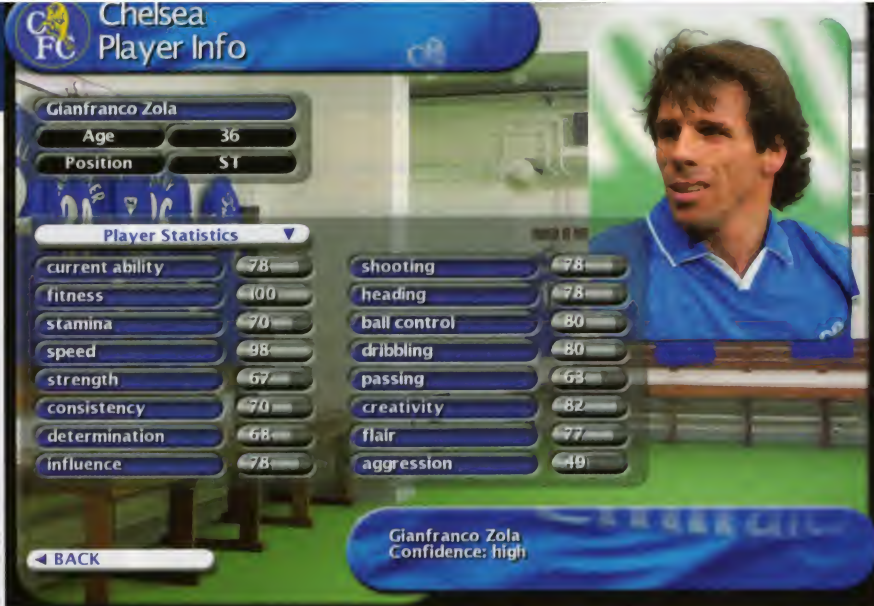 CFC
Chelsea
Player Info
Gianfranco Zola
Age 36
Position ST
Player Statistics
current ability 78
fitness 100
stamina 70
speed 98
strength 67
consistency 70
determination 68
influence 78
shooting 78
heading 78
ball control 80
dribbling 80
passing 63
creativity 82
flair 77
aggression 49
Gianfranco Zola
Confidence: high
BACK